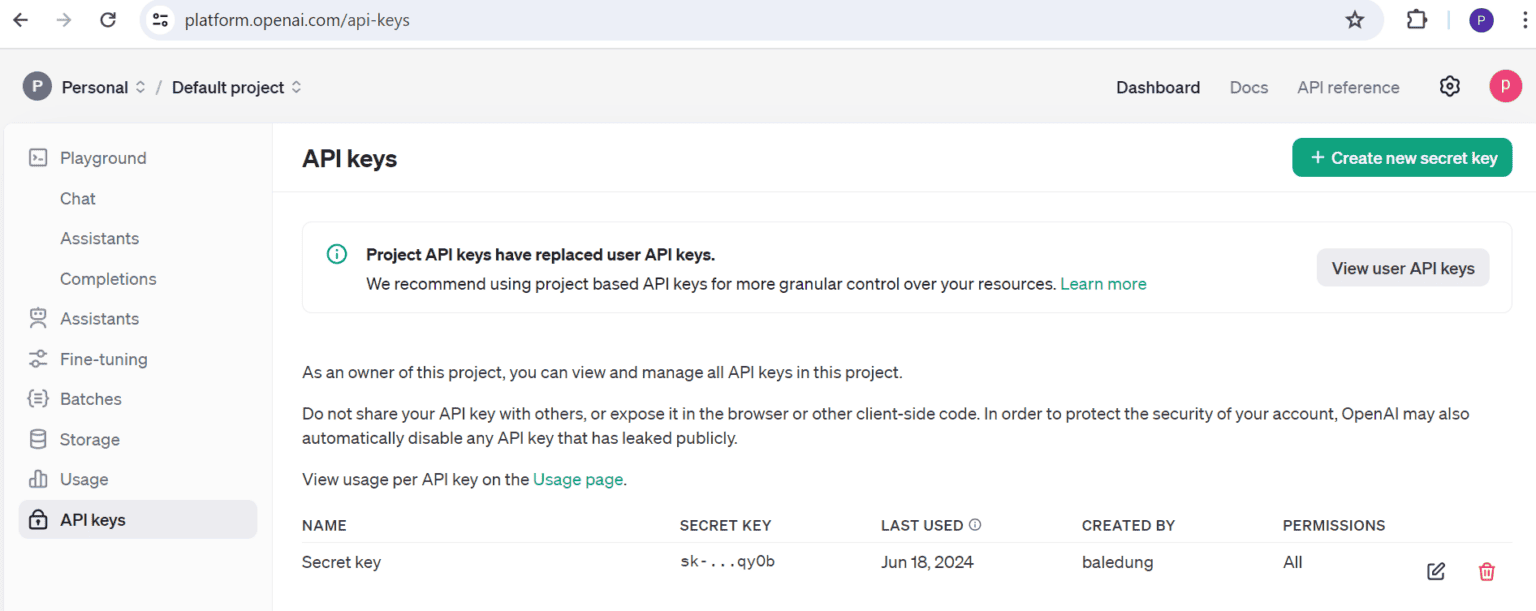 platform.openai.com/api-keys
P
P Personal / Default project
Dashboard Docs API reference
p
Playground
Chat
Assistants
Completions
Assistants
Fine-tuning
Batches
Storage
Usage
API keys
API keys
+ Create new secret key
Project API keys have replaced user API keys.
We recommend using project based API keys for more granular control over your resources. Learn more
View user API keys
As an owner of this project, you can view and manage all API keys in this project.
Do not share your API key with others, or expose it in the browser or other client-side code. In order to protect the security of your account, OpenAI may also
automatically disable any API key that has leaked publicly.
View usage per API key on the Usage page.
NAME SECRET KEY LAST USED CREATED BY PERMISSIONS
Secret key sk-...qy0b Jun 18, 2024 baledung All